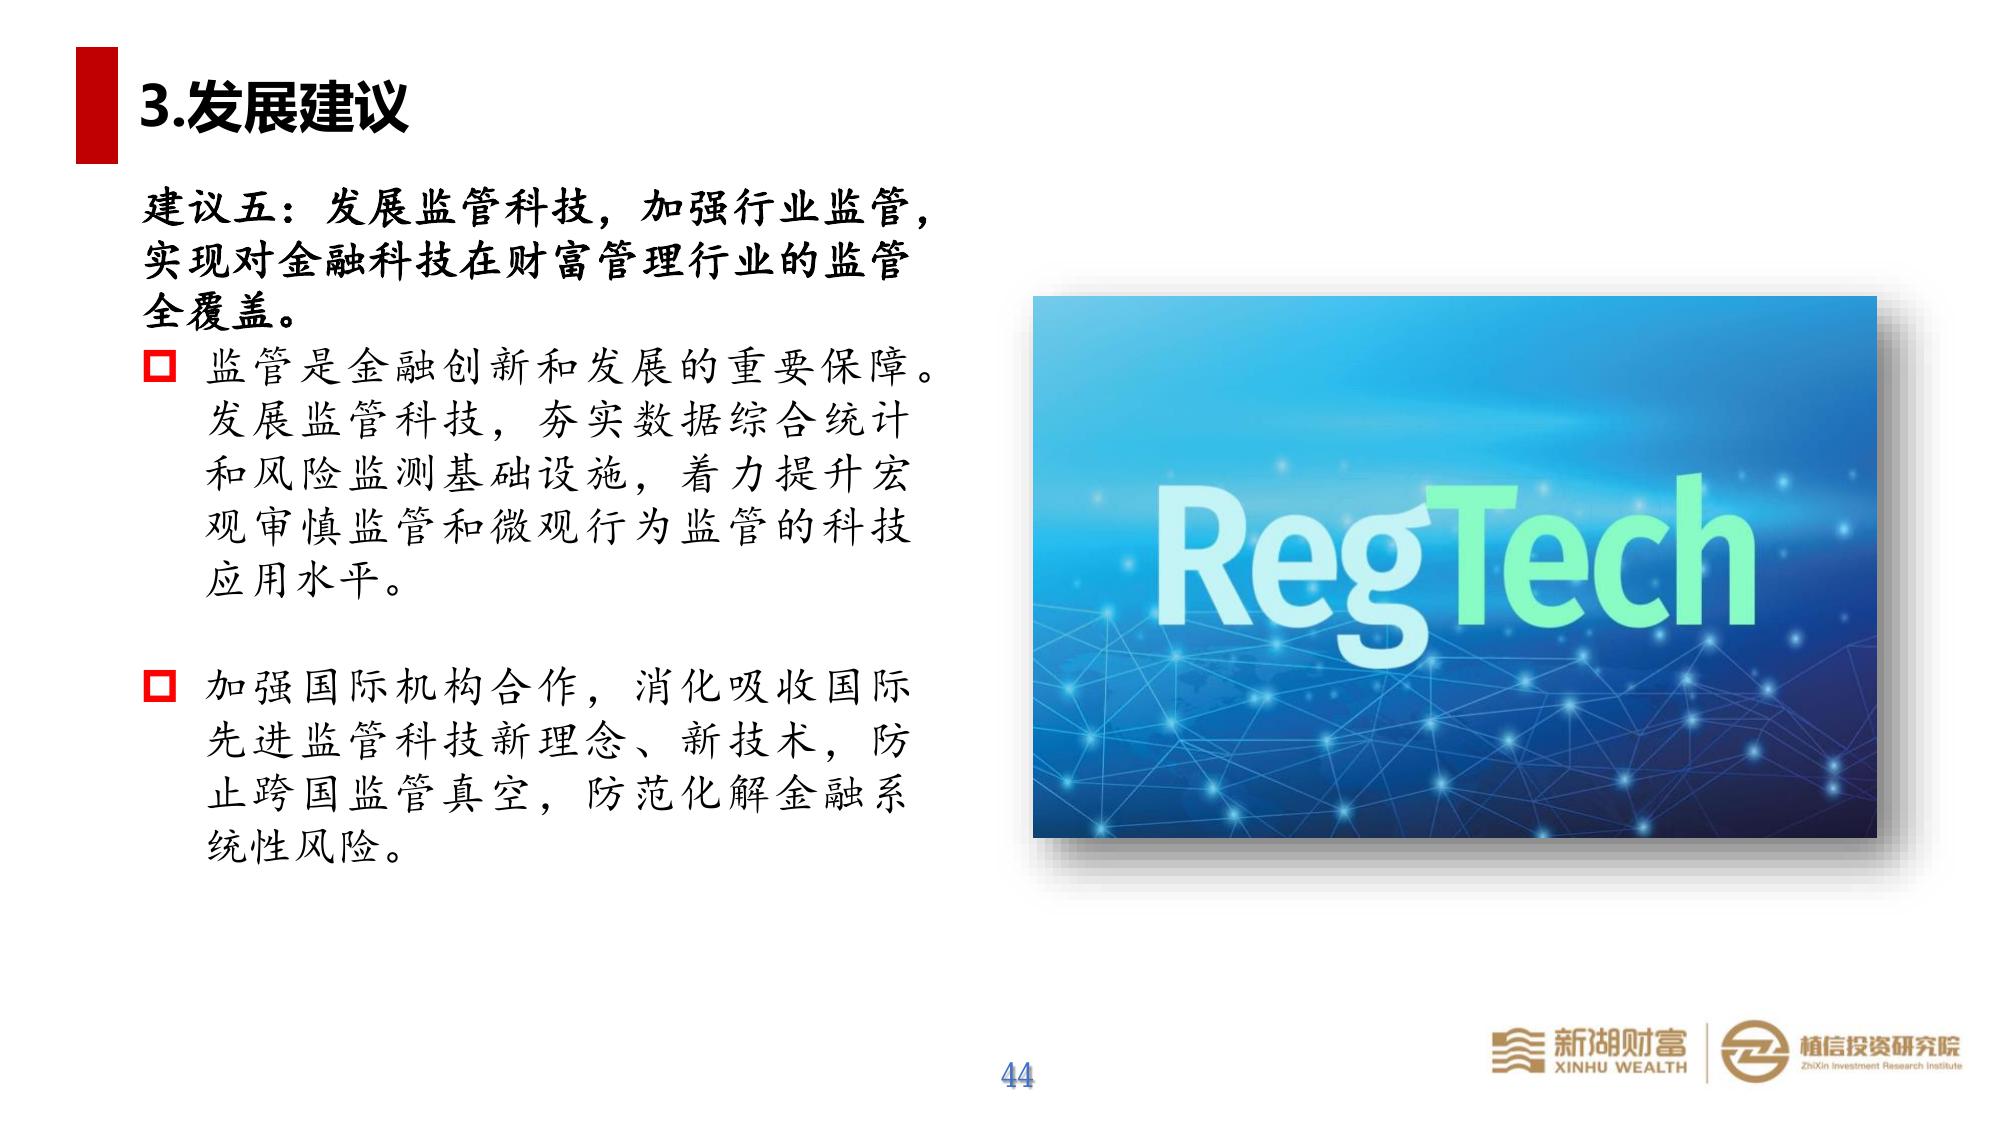 3.发展建议
建议五：发展监管科技，加强行业监管，
实现对金融科技在财富管理行业的监管
全覆盖。
监管是金融创新和发展的重要保障。
发展监管科技，夯实数据综合统计
和风险监测基础设施，着力提升宏
观审慎监管和微观行为监管的科技
应用水平。
加强国际机构合作，消化吸收国际
先进监管科技新理念、新技术，防
止跨国监管真空，防范化解金融系
统性风险。
RegTech
新湖财富
XINHU WEALTH
植信投资研究院
ZhiXin Investment Research Institute
44